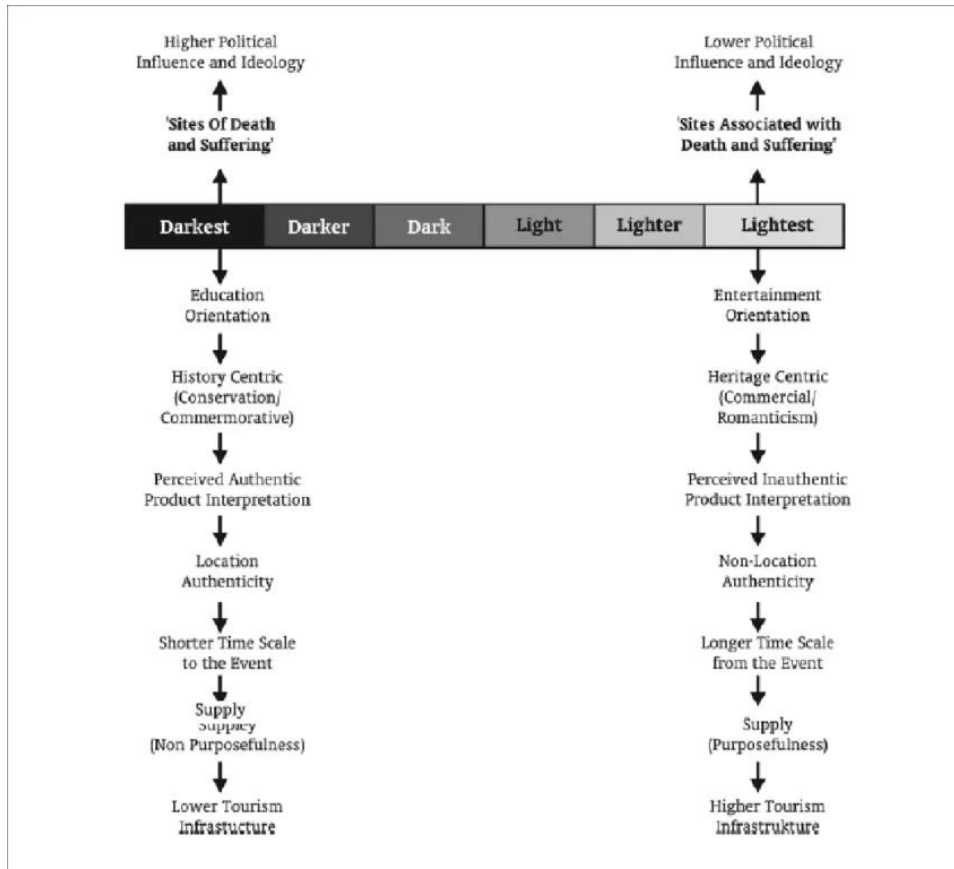 Higher Political
Influence and Ideology
Lower Political
Influence and Ideology
'Sites Of Death
and Suffering'
'Sites Associated with
Death and Suffering'
Darkest Darker Dark Light Lighter Lightest
Education
Orientation
Entertainment
Orientation
History Centric
(Conservation/
Commermorative)
Heritage Centric
(Commercial/
Romanticism)
Perceived Authentic
Product Interpretation
Perceived Inauthentic
Product Interpretation
Location
Authenticity
Non-Location
Authenticity
Shorter Time Scale
to the Event
Longer Time Scale
from the Event
Supply
(Non Purposefulness)
Supply
(Purposefulness)
Lower Tourism
Infrastucture
Higher Tourism
Infrastrukture